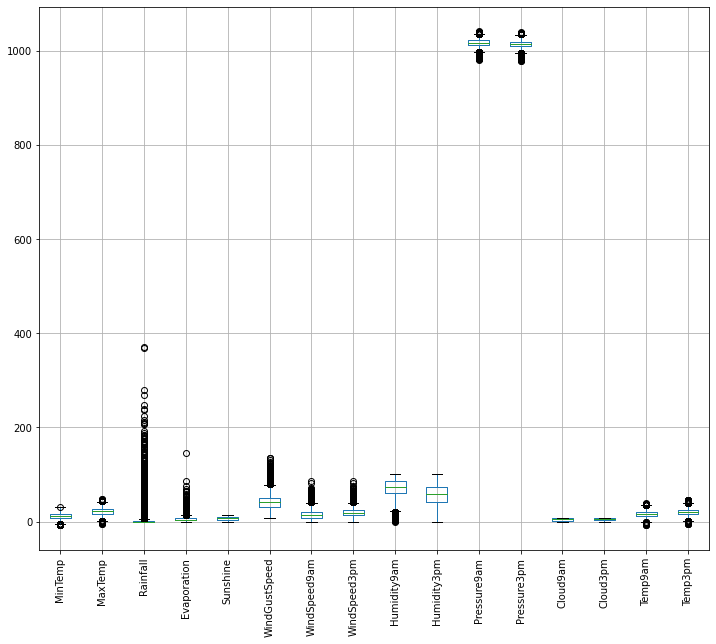 1000
800
600
400
200
0
MinTemp
MaxTemp
Rainfall
Evaporation
Sunshine
WindGustSpeed
WindSpeed9am
WindSpeed3pm
Humidity9am
Humidity3pm
Pressure9am
Pressure3pm
Cloud9am
Cloud3pm
Temp9am
Temp3pm